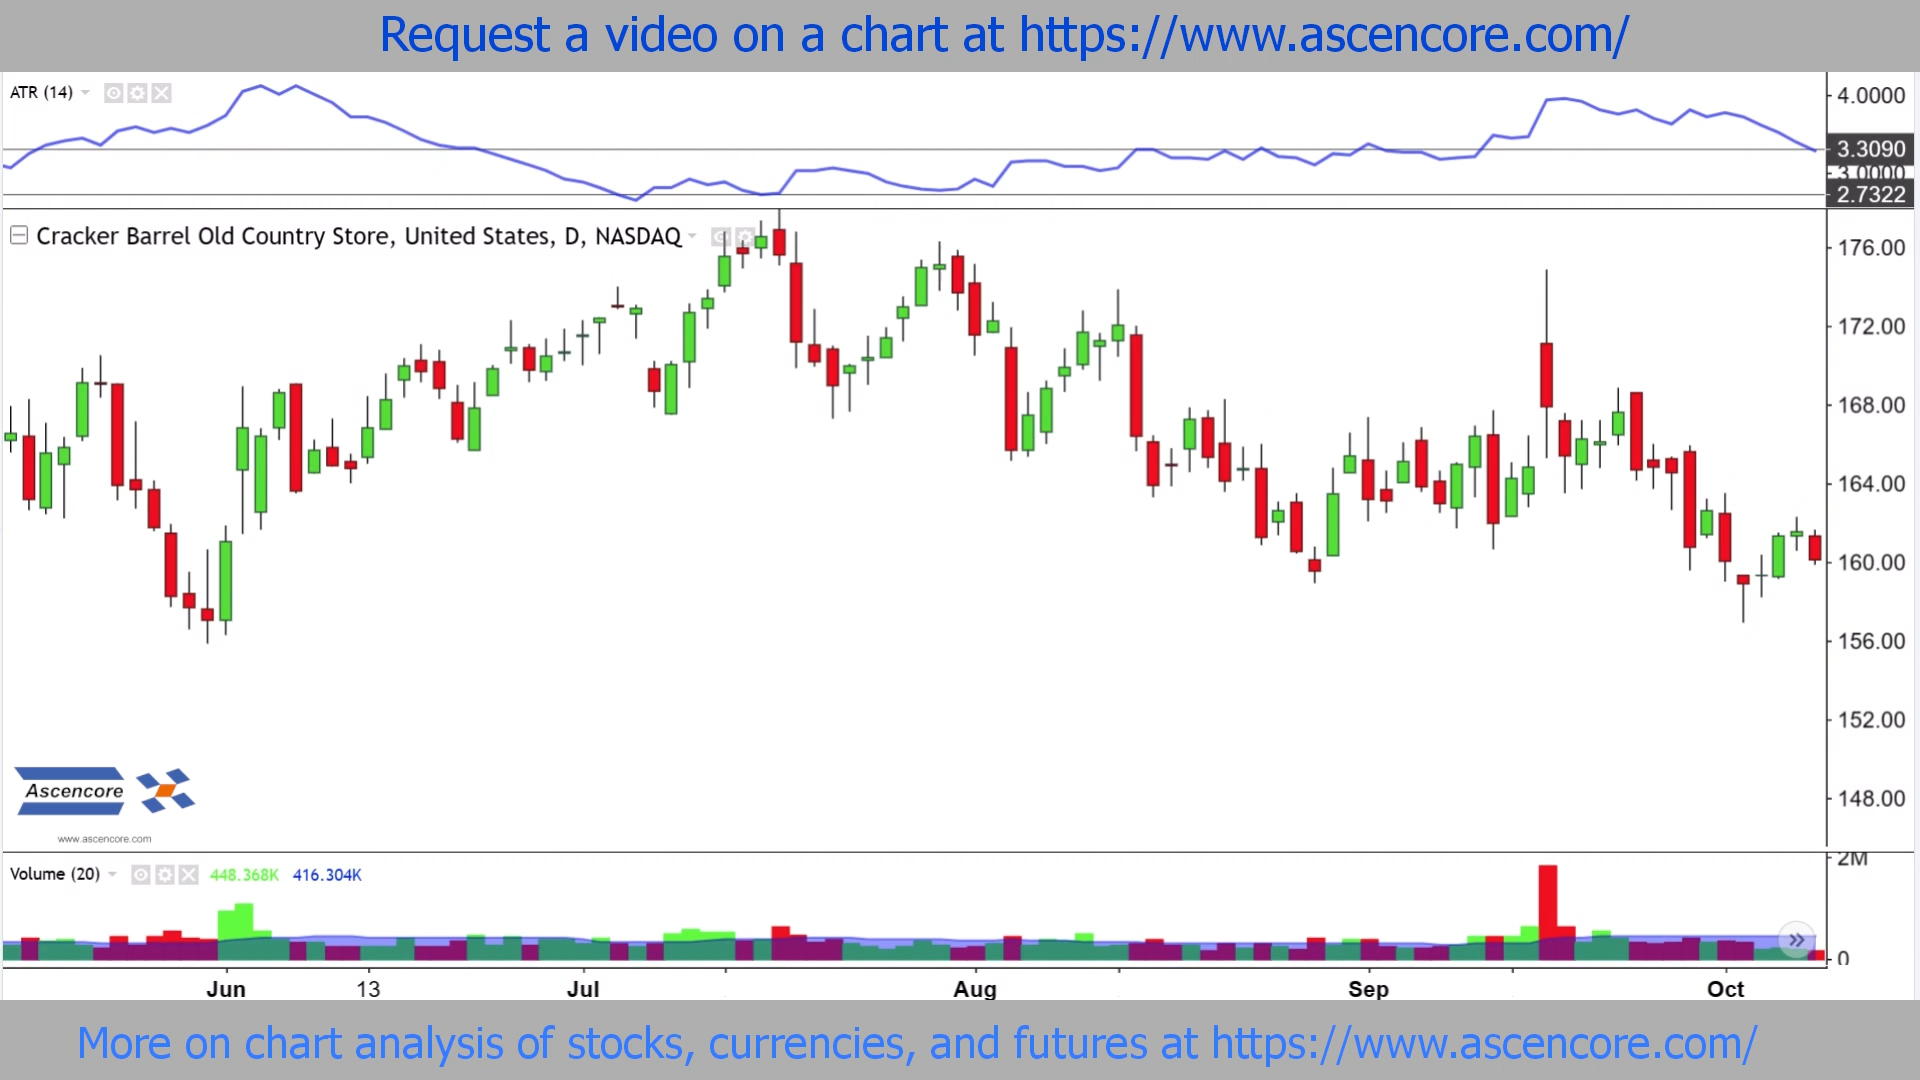 Request a video on a chart at https://www.ascencore.com/
ATR (14)
4.0000
3.3090
3.0000
2.7322
Cracker Barrel Old Country Store, United States, D, NASDAQ
176.00
172.00
168.00
164.00
160.00
156.00
152.00
148.00
Ascencore
www.ascencore.com
Volume (20) 448.368K 416.304K
2M
0
Jun 13 Jul Aug Sep Oct
More on chart analysis of stocks, currencies, and futures at https://www.ascencore.com/